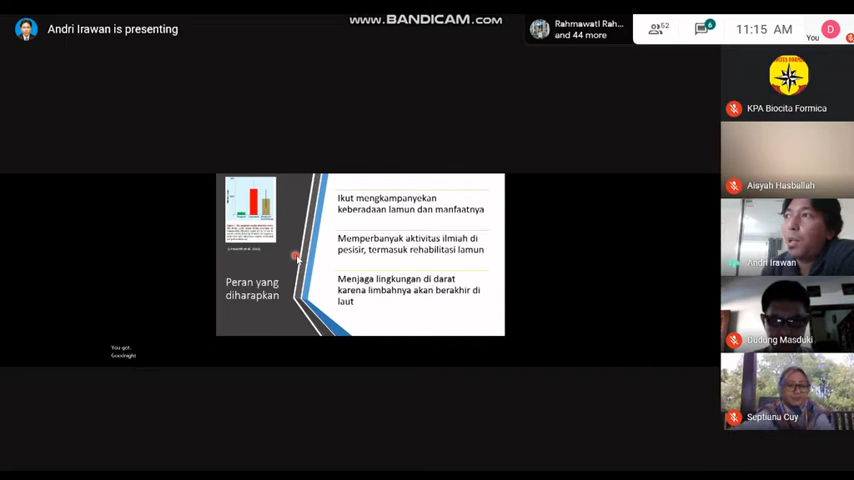 WWW.BANDICAM.COM
Andri Irawan is presenting
Rahmawati Rah...
and 44 more
52
6
11:15 AM
You
D
KPA Biocita Formica
Aisyah Hasballah
Andri Irawan
Dudung Masduki
Septiunu Cuy
Peran yang
diharapkan
Ikut mengkampanyekan
keberadaan lamun dan manfaatnya
Memperbanyak aktivitas ilmiah di
pesisir, termasuk rehabilitasi lamun
Menjaga lingkungan di darat
karena limbahnya akan berakhir di
laut
You got.
Goodnight